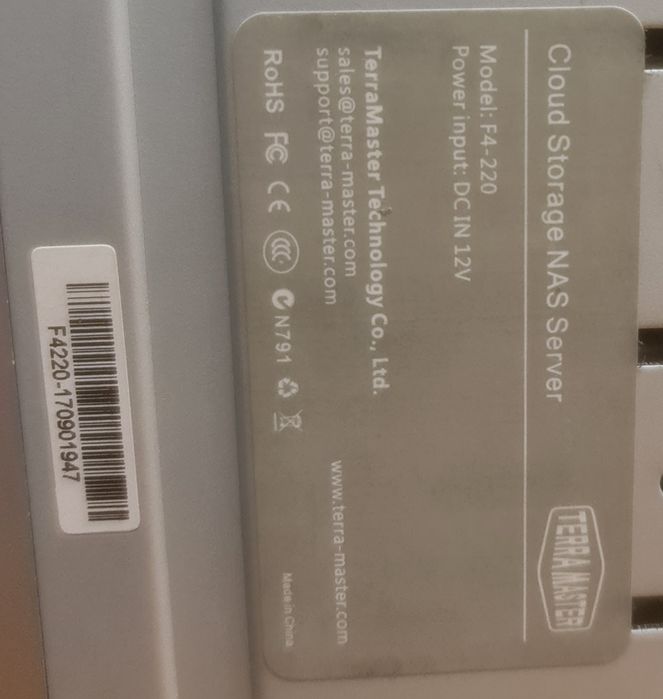 Cloud Storage NAS Server
TERRA MASTER
Model: F4-220
Power input: DC IN 12V
TerraMaster Technology Co., Ltd.
sales@terra-master.com
support@terra-master.com
www.terra-master.com
RoHS FC CE CCC N791
Made in China
F4220-170901947